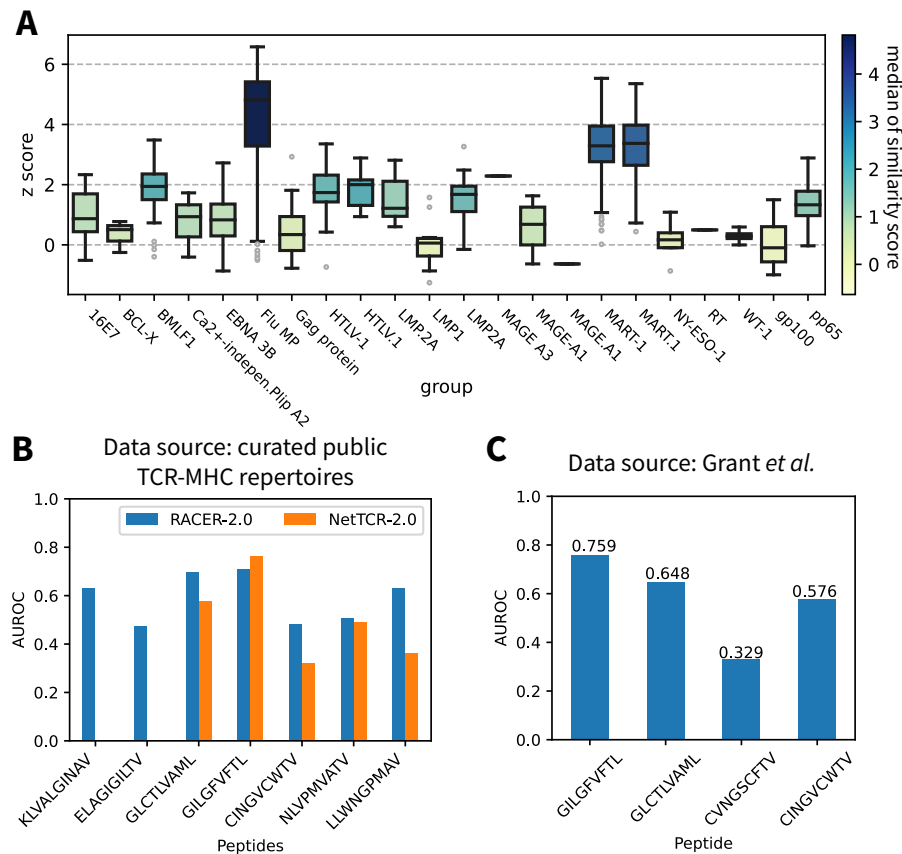 A
z score
6
4
2
0
16E7
BCL-X
BMLF1
Ca2+-indepen.Plip A2
EBNA 3B
Flu MP
Gag protein
HTLV-1
HTLV.1
LMP.2A
LMP1
LMP2A
MAGE A3
MAGE-A1
MAGE.A1
MART-1
MART.1
NY-ESO-1
RT
WT-1
gp100
pp65
group
4
3
2
1
0
median of similarity score
B
Data source: curated public
TCR-MHC repertoires
RACER-2.0
NetTCR-2.0
AUROC
1.0
0.8
0.6
0.4
0.2
0.0
KLVALGINAV
ELAGIGILTV
GLCTLVAML
GILGFVFTL
CINGVCWTV
NLVPMVATV
LLWNGPMAV
Peptides
C
Data source: Grant et al.
AUROC
1.0
0.8
0.6
0.4
0.2
0.0
0.759
0.648
0.329
0.576
GILGFVFTL
GLCTLVAML
CVNGSCFTV
CINGVCWTV
Peptide